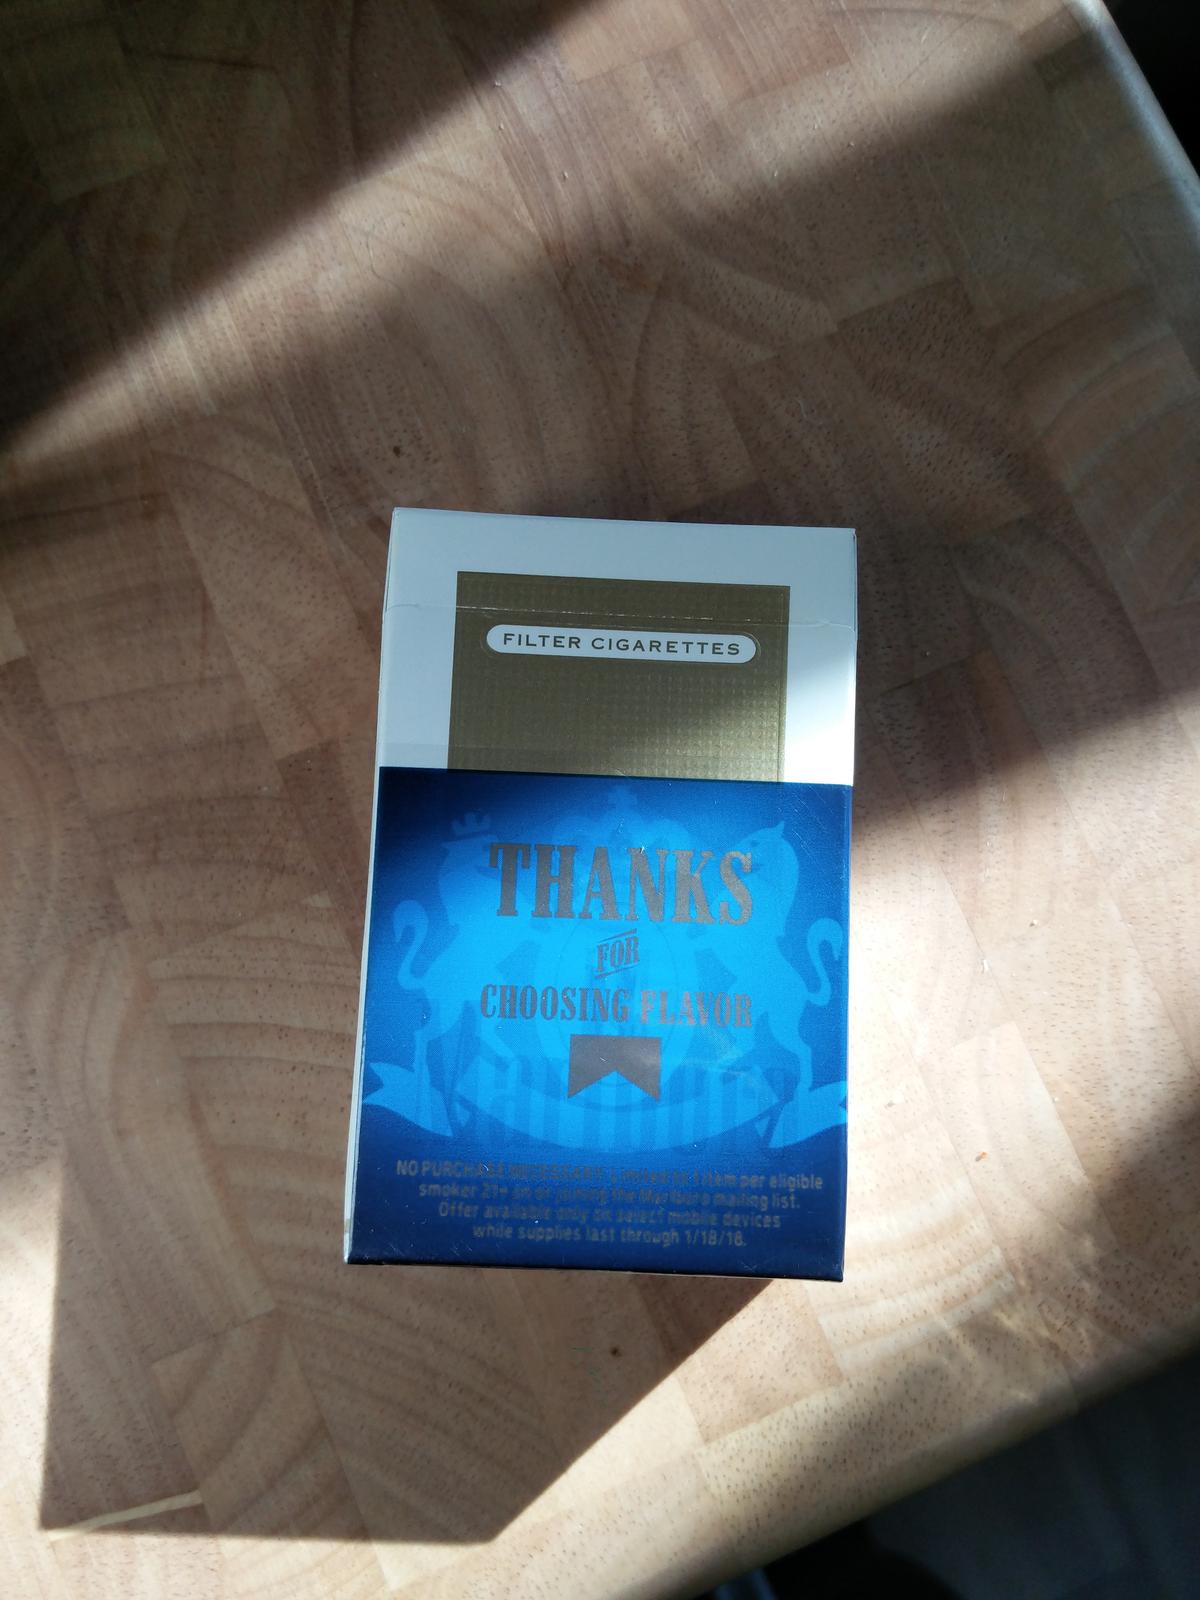 FILTER CIGARETTES
THANKS
FOR
CHOOSING FLAVOR
NO PURCHASE NECESSARY. Limited to 1 item per eligible
smoker 21+ on or joining the Marlboro mailing list.
Offer available only on select mobile devices
while supplies last through 1/18/18.